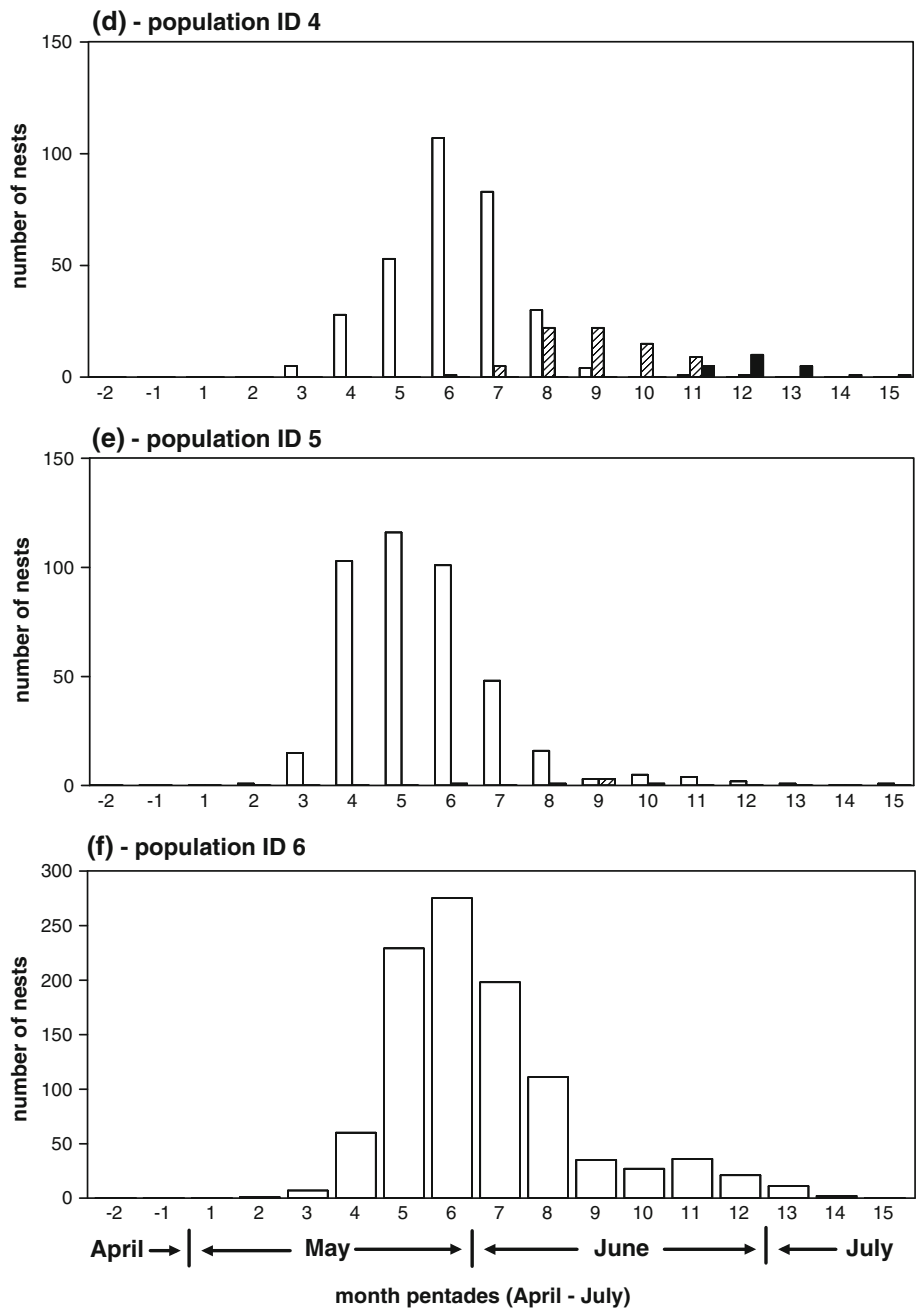 (d) - population ID 4
150
100
50
0
number of nests
-2 -1 1 2 3 4 5 6 7 8 9 10 11 12 13 14 15
(e) - population ID 5
150
100
50
0
number of nests
-2 -1 1 2 3 4 5 6 7 8 9 10 11 12 13 14 15
(f) - population ID 6
300
250
200
150
100
50
0
number of nests
-2 -1 1 2 3 4 5 6 7 8 9 10 11 12 13 14 15
April May June July
month pentades (April - July)